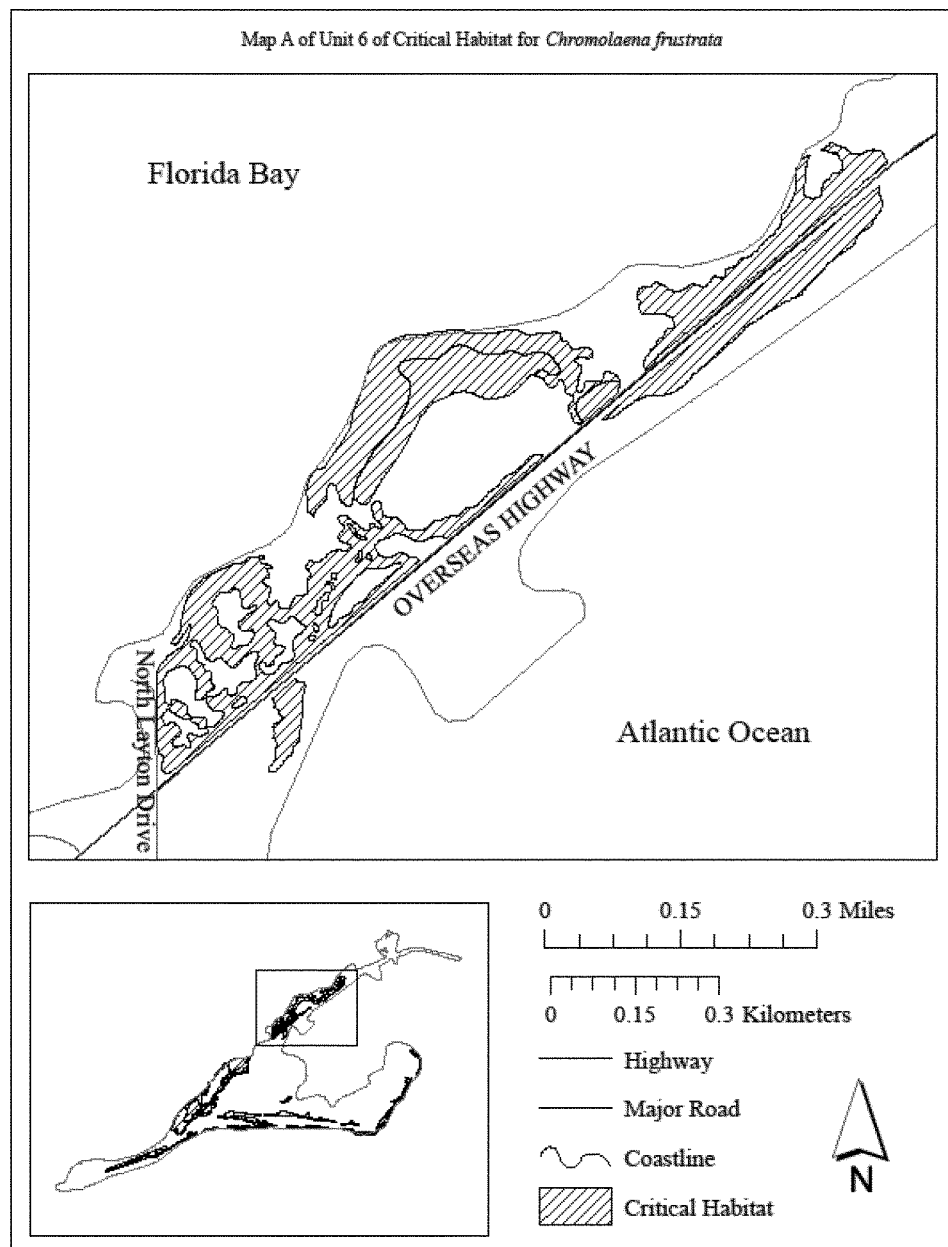 Map A of Unit 6 of Critical Habitat for Chromolaena frustrata
Florida Bay
OVERSEAS HIGHWAY
North Layton Drive
Atlantic Ocean
0 0.15 0.3 Miles
0 0.15 0.3 Kilometers
Highway
Major Road
Coastline
Critical Habitat
N